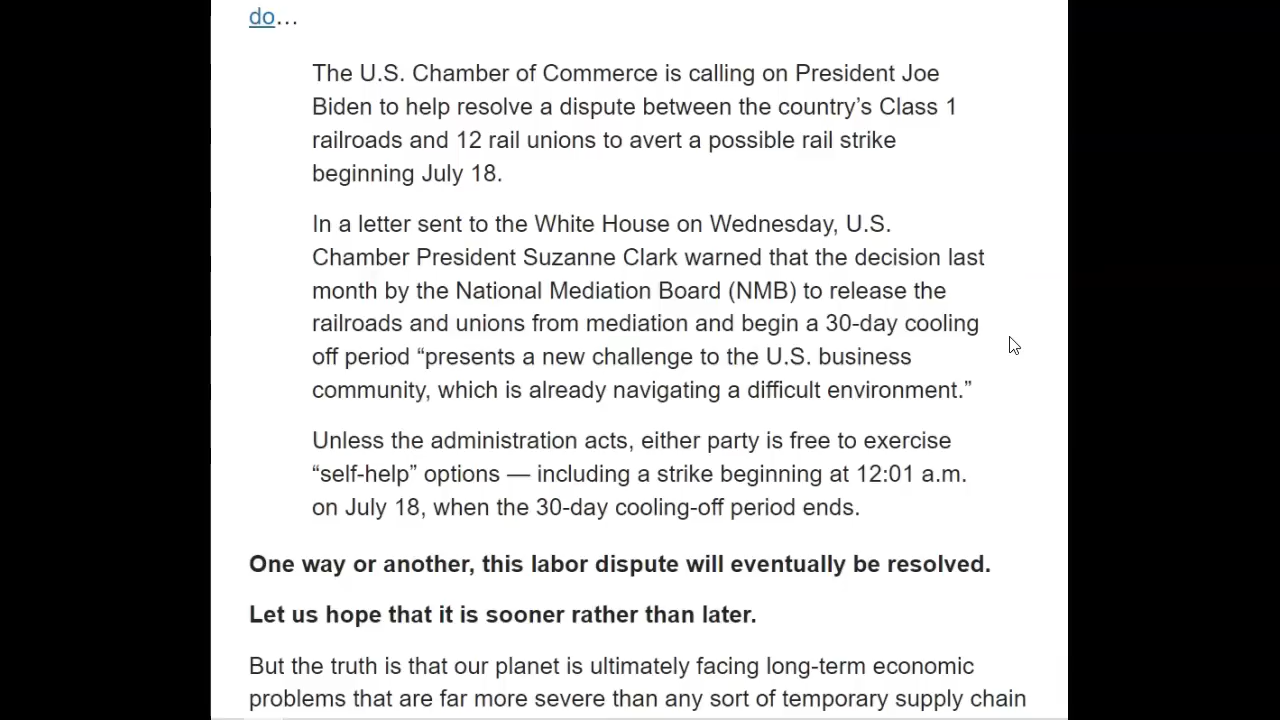 do…
The U.S. Chamber of Commerce is calling on President Joe
Biden to help resolve a dispute between the country’s Class 1
railroads and 12 rail unions to avert a possible rail strike
beginning July 18.
In a letter sent to the White House on Wednesday, U.S.
Chamber President Suzanne Clark warned that the decision last
month by the National Mediation Board (NMB) to release the
railroads and unions from mediation and begin a 30-day cooling
off period “presents a new challenge to the U.S. business
community, which is already navigating a difficult environment.”
Unless the administration acts, either party is free to exercise
“self-help” options — including a strike beginning at 12:01 a.m.
on July 18, when the 30-day cooling-off period ends.
One way or another, this labor dispute will eventually be resolved.
Let us hope that it is sooner rather than later.
But the truth is that our planet is ultimately facing long-term economic
problems that are far more severe than any sort of temporary supply chain